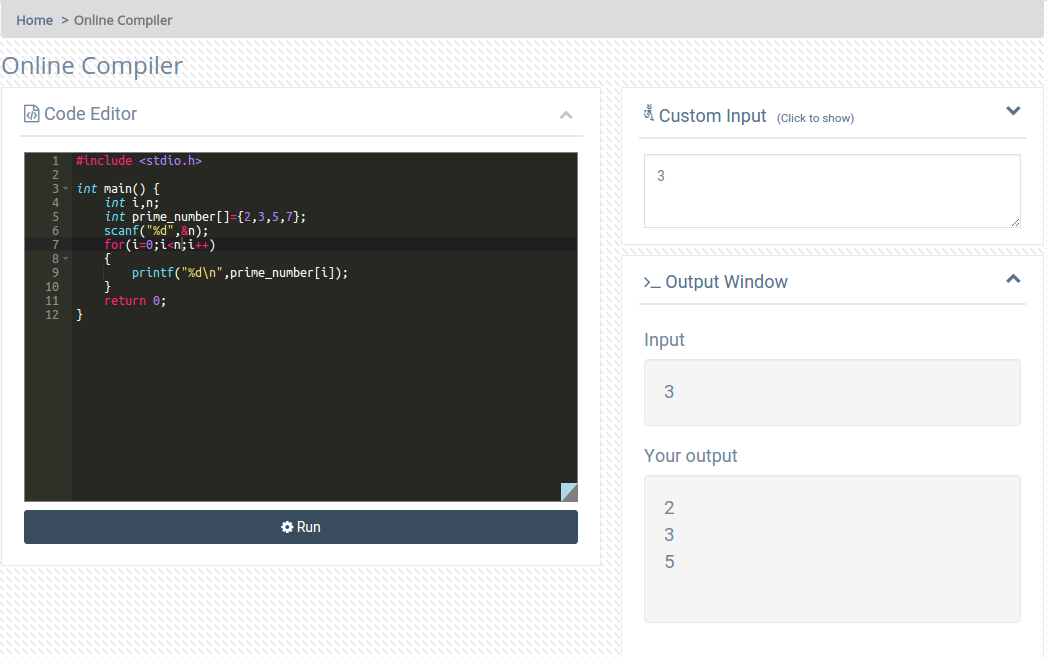 Home > Online Compiler
Online Compiler
Code Editor
1 #include <stdio.h>
2
3 int main() {
4     int i,n;
5     int prime_number[]={2,3,5,7};
6     scanf("%d",&n);
7     for(i=0;i<n;i++)
8     {
9         printf("%d\n",prime_number[i]);
10     }
11     return 0;
12 }
Run
Custom Input (Click to show)
3
>_ Output Window
Input
3
Your output
2
3
5